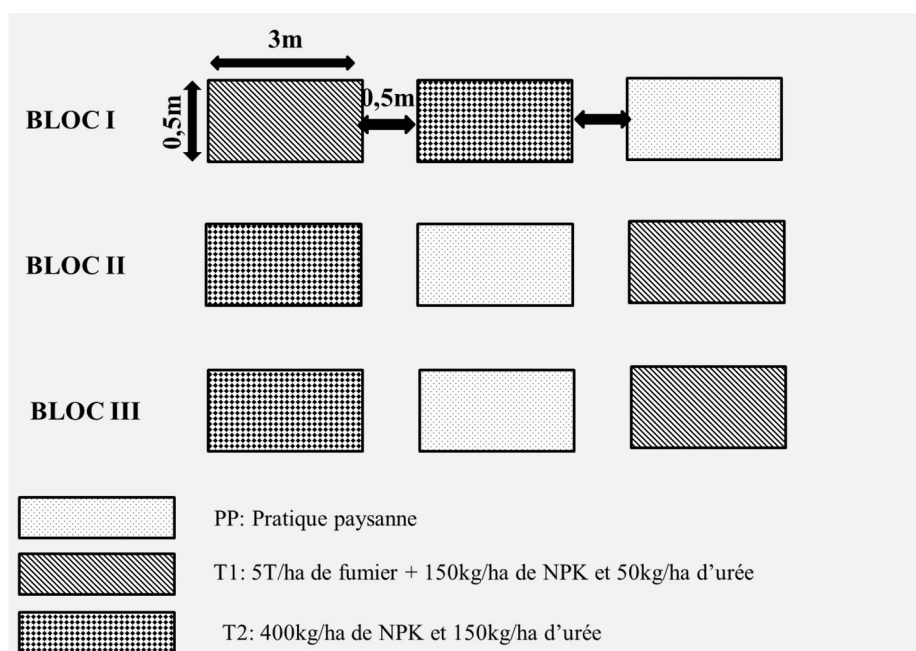 3m
0,5m
BLOC I
0,5m
BLOC II
BLOC III
PP: Pratique paysanne
T1: 5T/ha de fumier + 150kg/ha de NPK et 50kg/ha d’urée
T2: 400kg/ha de NPK et 150kg/ha d’urée